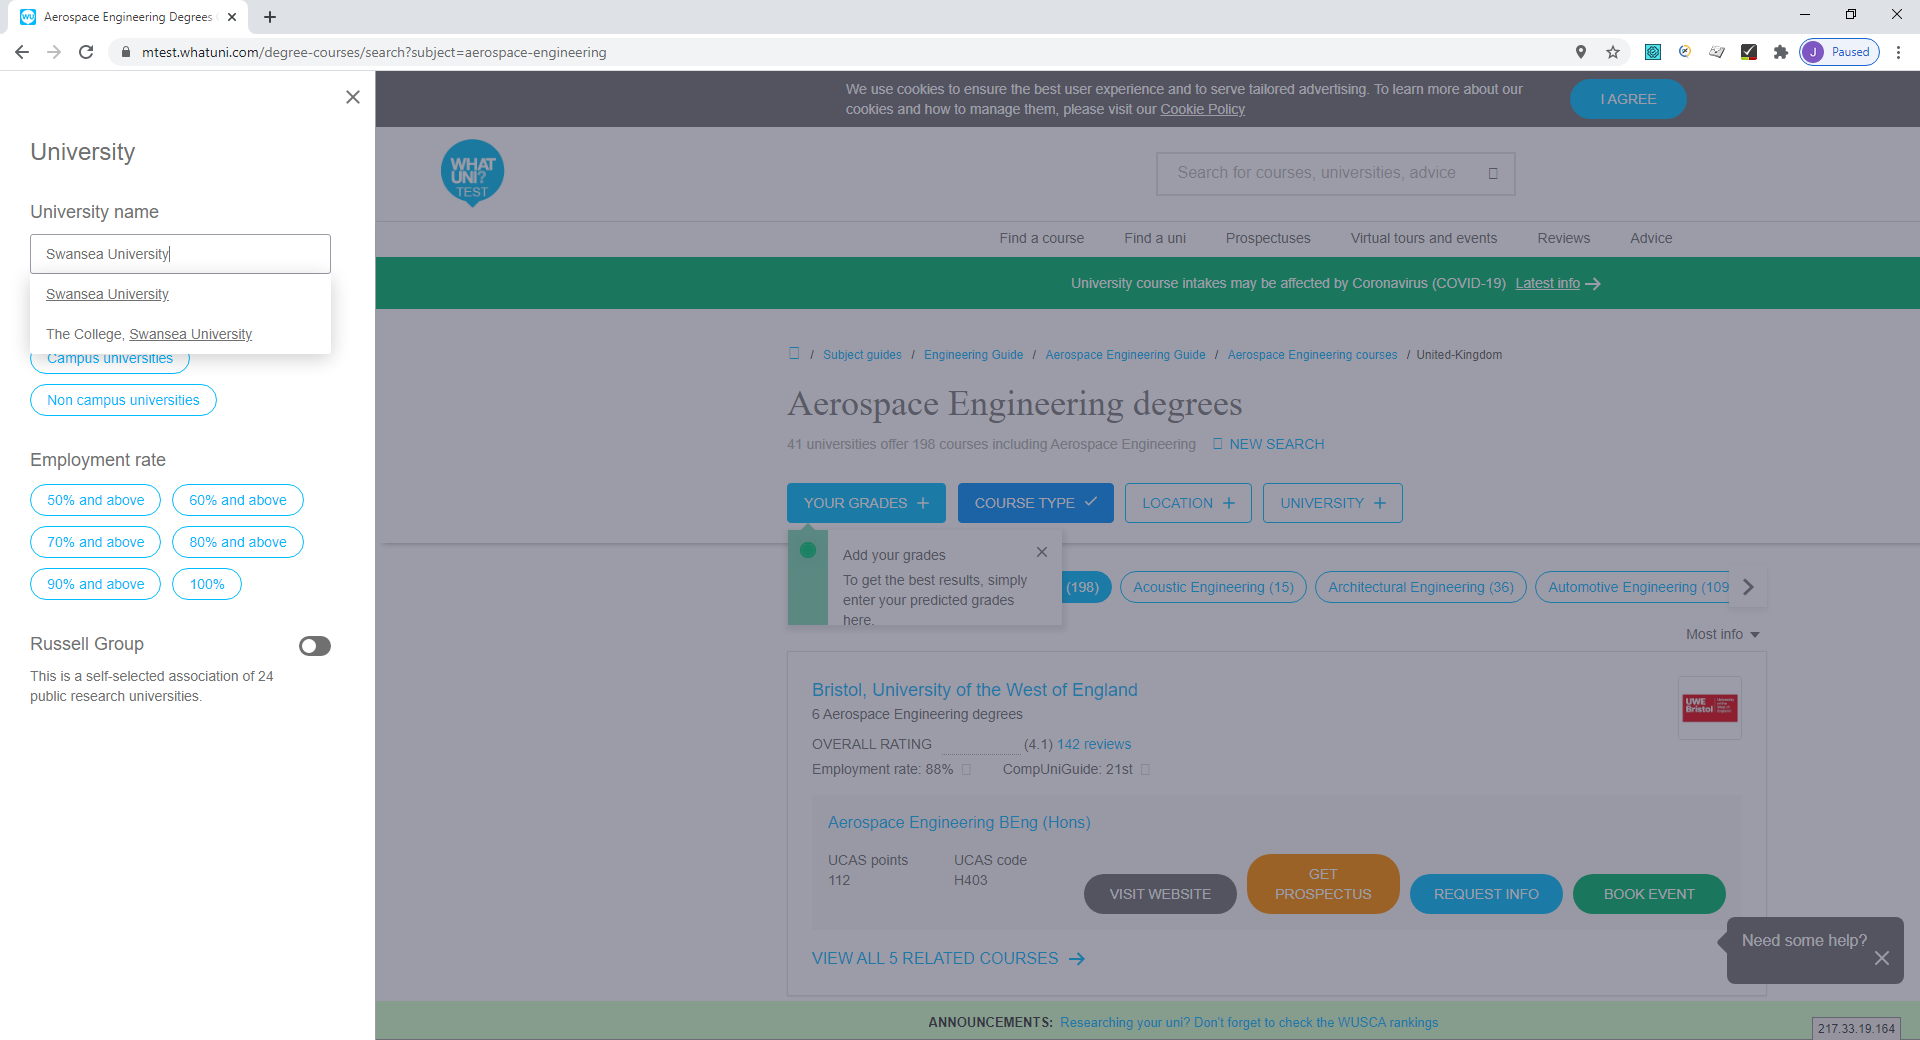 Aerospace Engineering Degrees
mtest.whatuni.com/degree-courses/search?subject=aerospace-engineering
J Paused
University
University name
Swansea University
Swansea University
The College, Swansea University
Campus universities
Non campus universities
Employment rate
50% and above
60% and above
70% and above
80% and above
90% and above
100%
Russell Group
This is a self-selected association of 24
public research universities.
We use cookies to ensure the best user experience and to serve tailored advertising. To learn more about our
cookies and how to manage them, please visit our Cookie Policy
I AGREE
WHAT
UNI?
TEST
Search for courses, universities, advice
Find a course
Find a uni
Prospectuses
Virtual tours and events
Reviews
Advice
University course intakes may be affected by Coronavirus (COVID-19) Latest info
/ Subject guides / Engineering Guide / Aerospace Engineering Guide / Aerospace Engineering courses / United-Kingdom
Aerospace Engineering degrees
41 universities offer 198 courses including Aerospace Engineering
NEW SEARCH
YOUR GRADES
COURSE TYPE
LOCATION
UNIVERSITY
Add your grades
To get the best results, simply
enter your predicted grades
here.
(198)
Acoustic Engineering (15)
Architectural Engineering (36)
Automotive Engineering (109
Most info
Bristol, University of the West of England
6 Aerospace Engineering degrees
OVERALL RATING (4.1) 142 reviews
Employment rate: 88%
CompUniGuide: 21st
UWE
Bristol
Aerospace Engineering BEng (Hons)
UCAS points
112
UCAS code
H403
VISIT WEBSITE
GET
PROSPECTUS
REQUEST INFO
BOOK EVENT
VIEW ALL 5 RELATED COURSES
Need some help?
ANNOUNCEMENTS: Researching your uni? Don't forget to check the WUSCA rankings
217.33.19.164